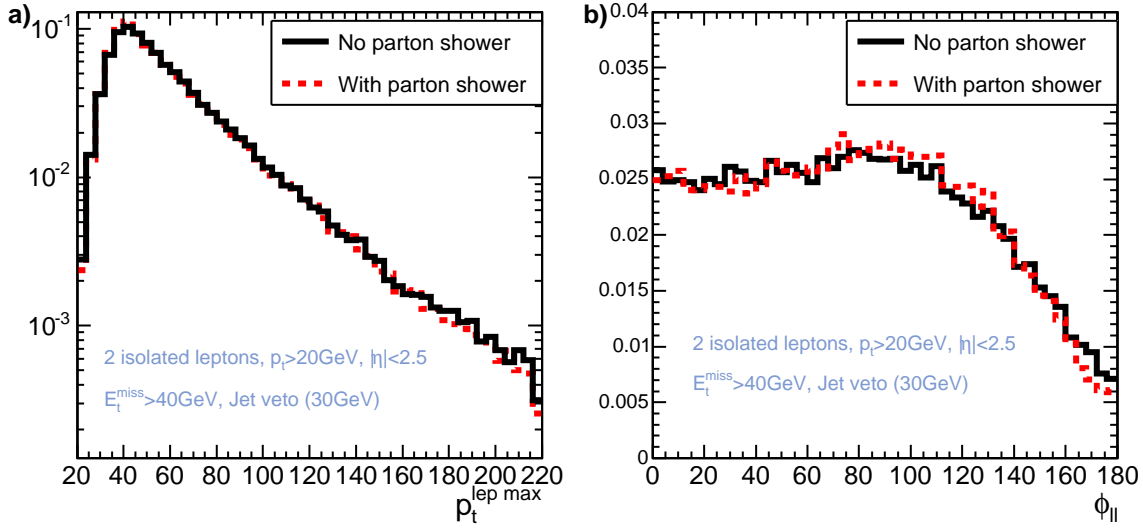 a)
10^-1
10^-2
10^-3
No parton shower
With parton shower
2 isolated leptons, p_t>20GeV, |η|<2.5
E_t^miss>40GeV, Jet veto (30GeV)
20 40 60 80 100 120 140 160 180 200 220
p_t^lep max
b)
0.04
0.035
0.03
0.025
0.02
0.015
0.01
0.005
0
No parton shower
With parton shower
2 isolated leptons, p_t>20GeV, |η|<2.5
E_t^miss>40GeV, Jet veto (30GeV)
0 20 40 60 80 100 120 140 160 180
ϕ_ll